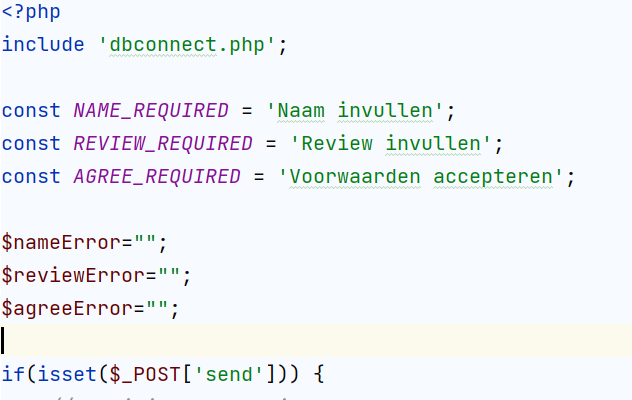 <?php
include 'dbconnect.php';
const NAME_REQUIRED = 'Naam invullen';
const REVIEW_REQUIRED = 'Review invullen';
const AGREE_REQUIRED = 'Voorwaarden accepteren';
$nameError="";
$reviewError="";
$agreeError="";
if(isset($_POST['send'])) {